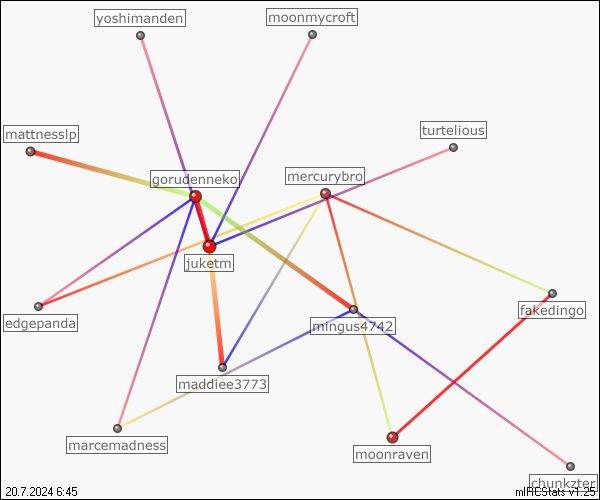 yoshimanden
moonmycroft
mattnesslp
turtelious
gorudenneko
mercurybro
juketm
edgepanda
fakedingo
mingus4742
maddiee3773
marcemadness
moonraven
chunkzter
20.7.2024 6:45
mIRCStats v1.25